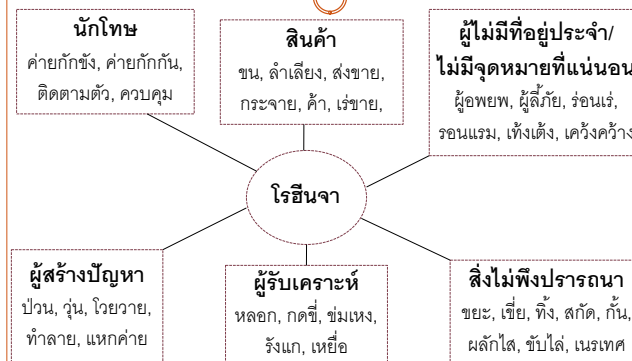 นักโทษ
ค่ายกักขัง, ค่ายกักกัน,
ติดตามตัว, ควบคุม
สินค้า
ขน, ลำเลียง, ส่งขาย,
กระจาย, ค้า, เร่ขาย,
ผู้ไม่มีที่อยู่ประจำ/
ไม่มีจุดหมายที่แน่นอน
ผู้อพยพ, ผู้ลี้ภัย, ร่อนเร่,
รอนแรม, เท้งเต้ง, เคว้งคว้าง
โรฮีนจา
ผู้สร้างปัญหา
ป่วน, วุ่น, โวยวาย,
ทำลาย, แหกค่าย
ผู้รับเคราะห์
หลอก, กดขี่, ข่มเหง,
รังแก, เหยื่อ
สิ่งไม่พึงปรารถนา
ขยะ, เขี่ย, ทิ้ง, สกัด, กั้น,
ผลักไส, ขับไล่, เนรเทศ